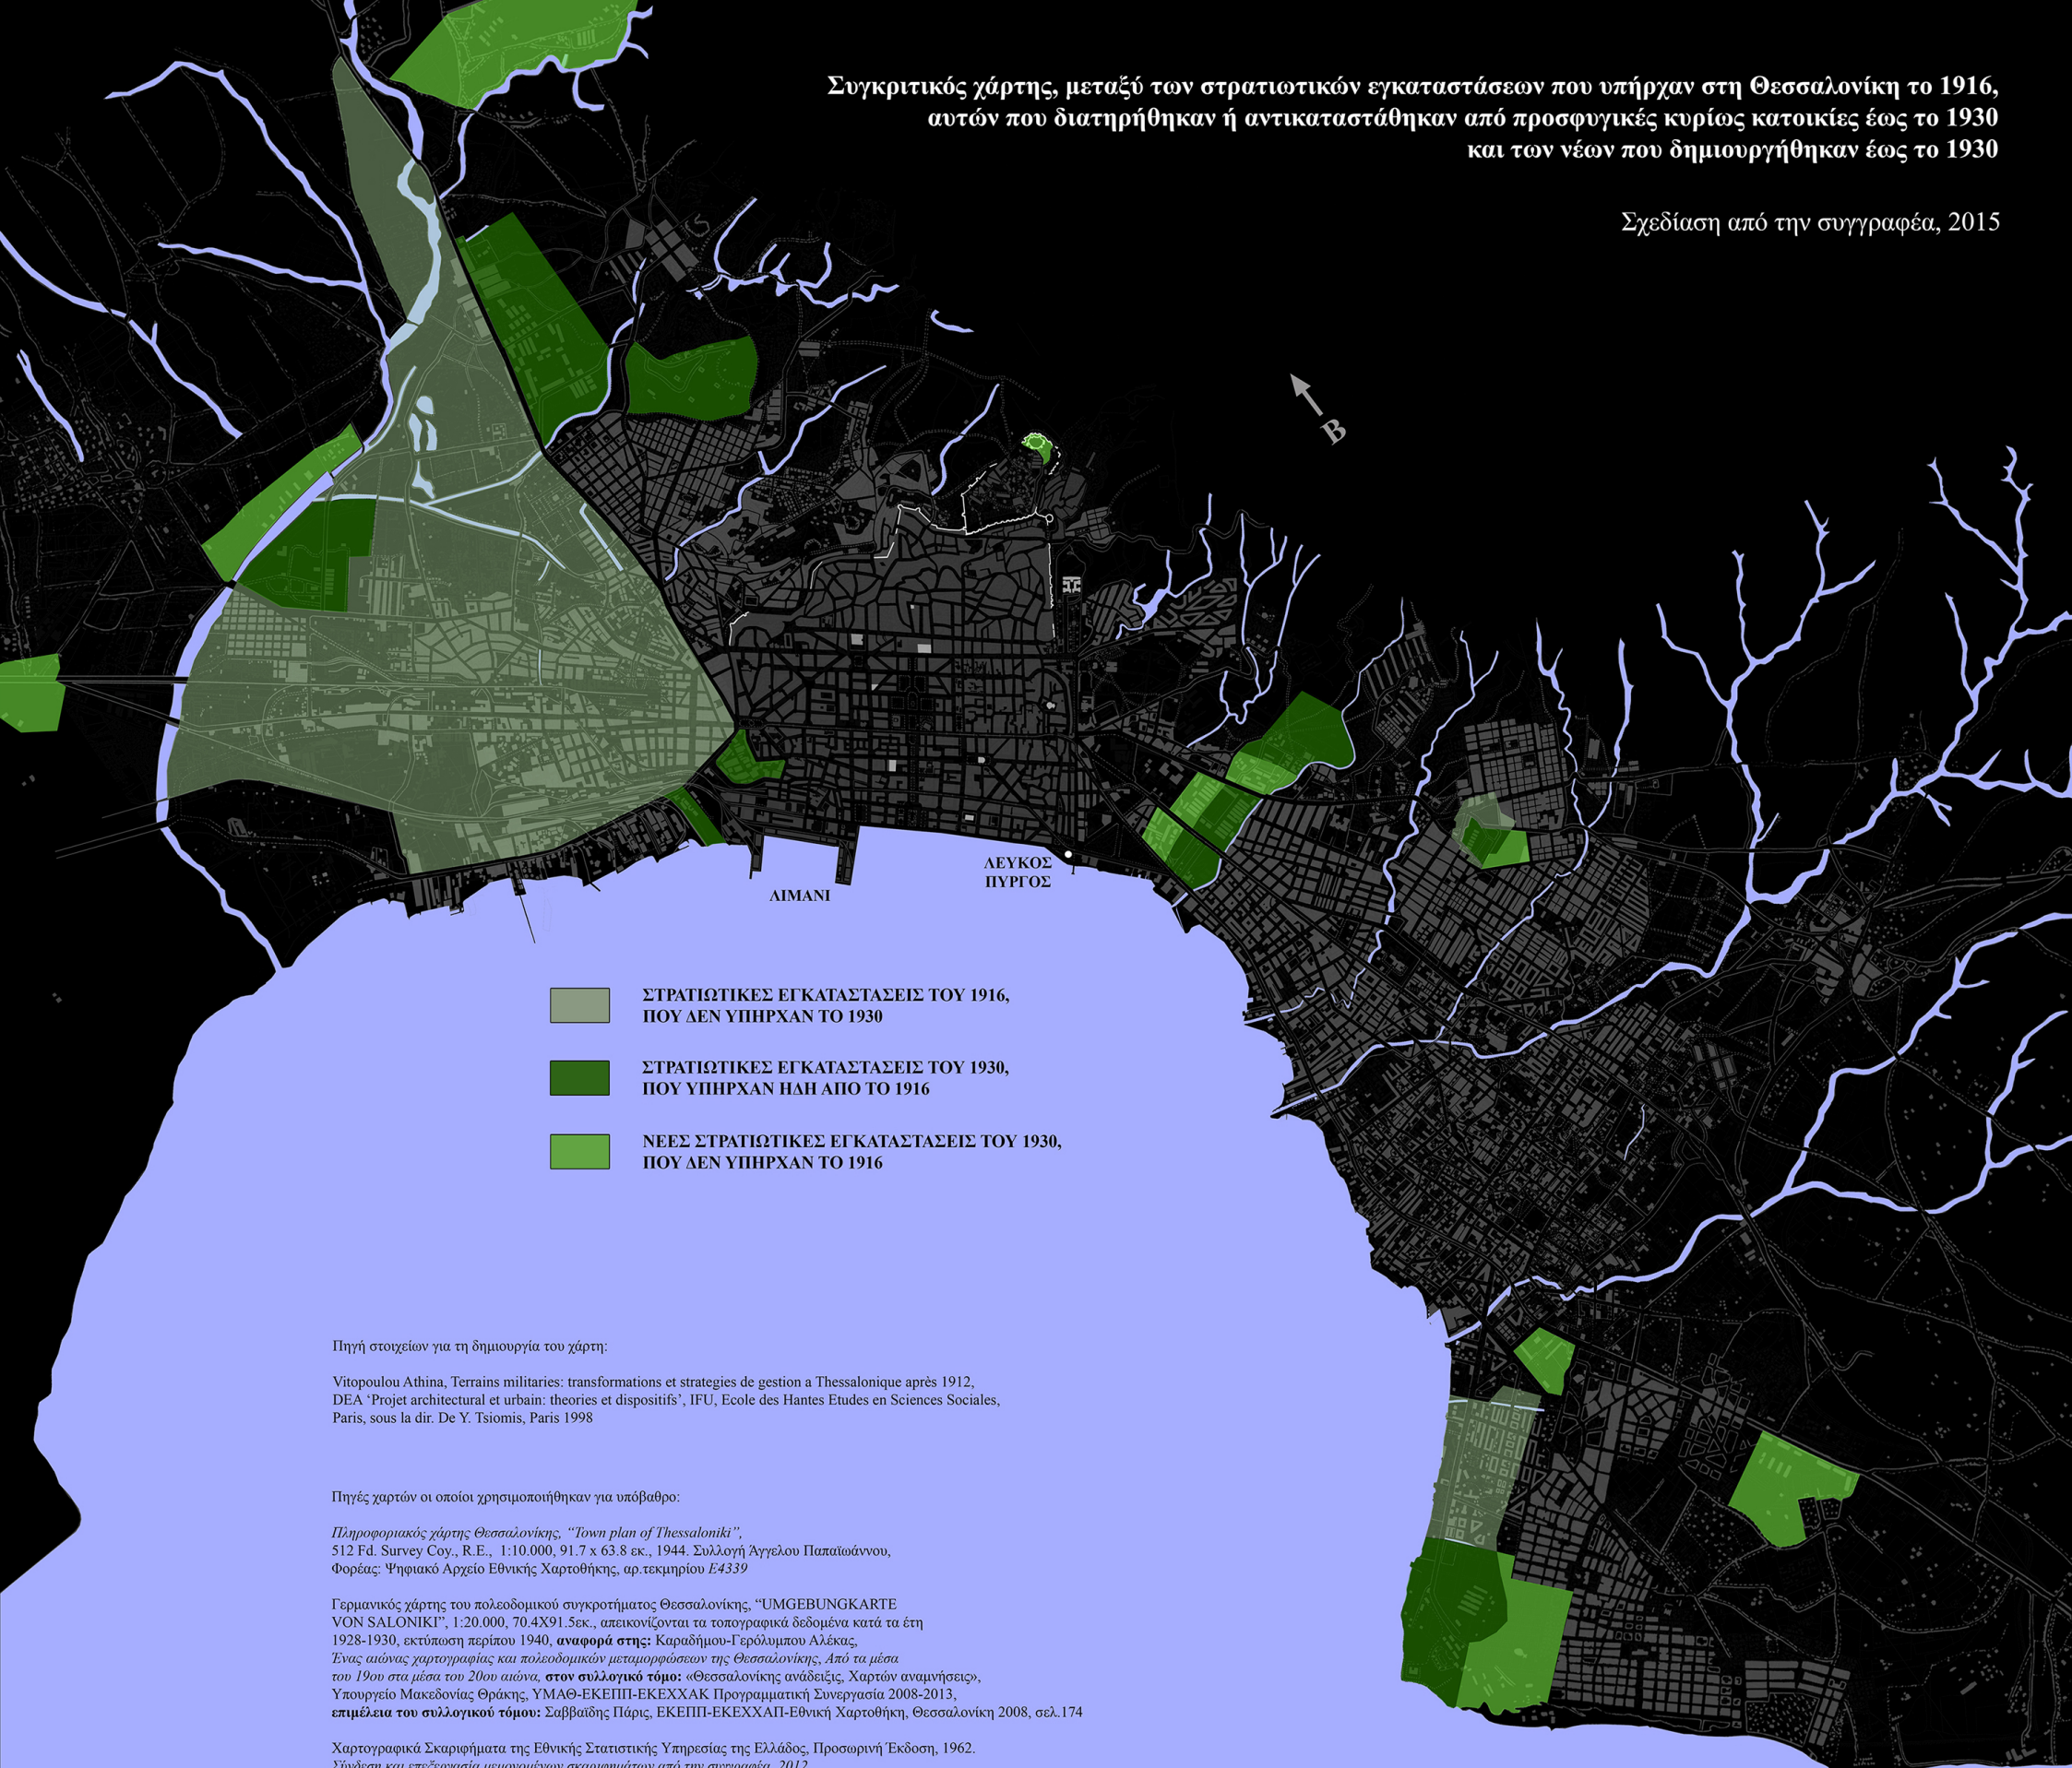 Συγκριτικός χάρτης, μεταξύ των στρατιωτικών εγκαταστάσεων που υπήρχαν στη Θεσσαλονίκη το 1916,
αυτών που διατηρήθηκαν ή αντικαταστάθηκαν από προσφυγικές κυρίως κατοικίες έως το 1930
και των νέων που δημιουργήθηκαν έως το 1930
Σχεδίαση από την συγγραφέα, 2015
Β
ΛΕΥΚΟΣ
ΠΥΡΓΟΣ
ΛΙΜΑΝΙ
ΣΤΡΑΤΙΩΤΙΚΕΣ ΕΓΚΑΤΑΣΤΑΣΕΙΣ ΤΟΥ 1916,
ΠΟΥ ΔΕΝ ΥΠΗΡΧΑΝ ΤΟ 1930
ΣΤΡΑΤΙΩΤΙΚΕΣ ΕΓΚΑΤΑΣΤΑΣΕΙΣ ΤΟΥ 1930,
ΠΟΥ ΥΠΗΡΧΑΝ ΗΔΗ ΑΠΟ ΤΟ 1916
ΝΕΕΣ ΣΤΡΑΤΙΩΤΙΚΕΣ ΕΓΚΑΤΑΣΤΑΣΕΙΣ ΤΟΥ 1930,
ΠΟΥ ΔΕΝ ΥΠΗΡΧΑΝ ΤΟ 1916
Πηγή στοιχείων για τη δημιουργία του χάρτη:
Vitopoulou Athina, Terrains militaries: transformations et strategies de gestion a Thessalonique après 1912,
DEA ‘Projet architectural et urbain: theories et dispositifs’, IFU, Ecole des Hantes Etudes en Sciences Sociales,
Paris, sous la dir. De Y. Tsiomis, Paris 1998
Πηγές χαρτών οι οποίοι χρησιμοποιήθηκαν για υπόβαθρο:
Πληροφοριακός χάρτης Θεσσαλονίκης, “Town plan of Thessaloniki”,
512 Fd. Survey Coy., R.E., 1:10.000, 91.7 x 63.8 εκ., 1944. Συλλογή Άγγελου Παπαϊωάννου,
Φορέας: Ψηφιακό Αρχείο Εθνικής Χαρτοθήκης, αρ.τεκμηρίου E4339
Γερμανικός χάρτης του πολεοδομικού συγκροτήματος Θεσσαλονίκης, “UMGEBUNGKARTE
VON SALONIKI”, 1:20.000, 70.4X91.5εκ., απεικονίζονται τα τοπογραφικά δεδομένα κατά τα έτη
1928-1930, εκτύπωση περίπου 1940, αναφορά στης: Καραδήμου-Γερόλυμπου Αλέκας,
Ένας αιώνας χαρτογραφίας και πολεοδομικών μεταμορφώσεων της Θεσσαλονίκης, Από τα μέσα
του 19ου στα μέσα του 20ου αιώνα, στον συλλογικό τόμο: «Θεσσαλονίκης ανάδειξις, Χαρτών αναμνήσεις»,
Υπουργείο Μακεδονίας Θράκης, ΥΜΑΘ-ΕΚΕΠΠ-ΕΚΕΧΧΑΚ Προγραμματική Συνεργασία 2008-2013,
επιμέλεια του συλλογικού τόμου: Σαββαΐδης Πάρις, ΕΚΕΠΠ-ΕΚΕΧΧΑΠ-Εθνική Χαρτοθήκη, Θεσσαλονίκη 2008, σελ.174
Χαρτογραφικά Σκαριφήματα της Εθνικής Στατιστικής Υπηρεσίας της Ελλάδος, Προσωρινή Έκδοση, 1962.
Σύνδεση και επεξεργασία μεμονομένων σκαριφημάτων από την συγγραφέα, 2012